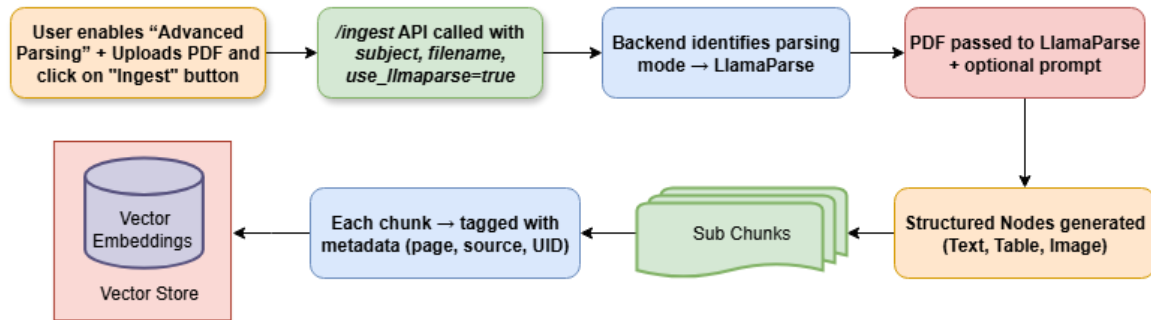 User enables “Advanced
Parsing” + Uploads PDF and
click on "Ingest" button
/ingest API called with
subject, filename,
use_llmaparse=true
Backend identifies parsing
mode → LlamaParse
PDF passed to LlamaParse
+ optional prompt
Structured Nodes generated
(Text, Table, Image)
Sub Chunks
Each chunk → tagged with
metadata (page, source, UID)
Vector
Embeddings
Vector Store